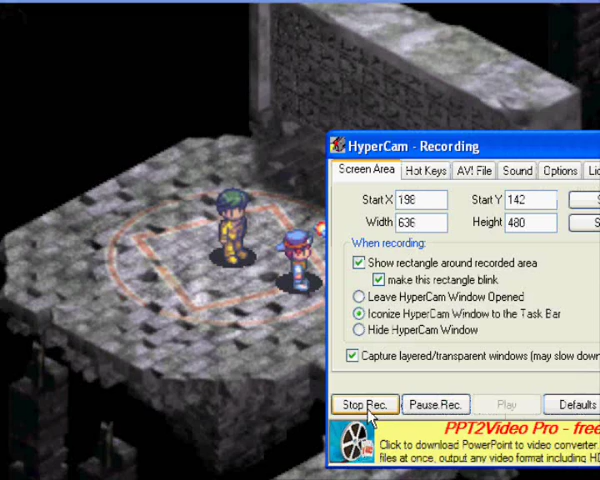 HyperCam - Recording
Screen Area Hot Keys AVI File Sound Options
Start X 198 Start Y 142
Width 636 Height 480
When recording:
Show rectangle around recorded area
make this rectangle blink
Leave HyperCam Window Opened
Iconize HyperCam Window to the Task Bar
Hide HyperCam Window
Capture layered/transparent windows (may slow down
Stop Rec. Pause Rec. Play Defaults
PPT2Video Pro - free
Click to download PowerPoint to video converter.
files at once, output any video format including HD